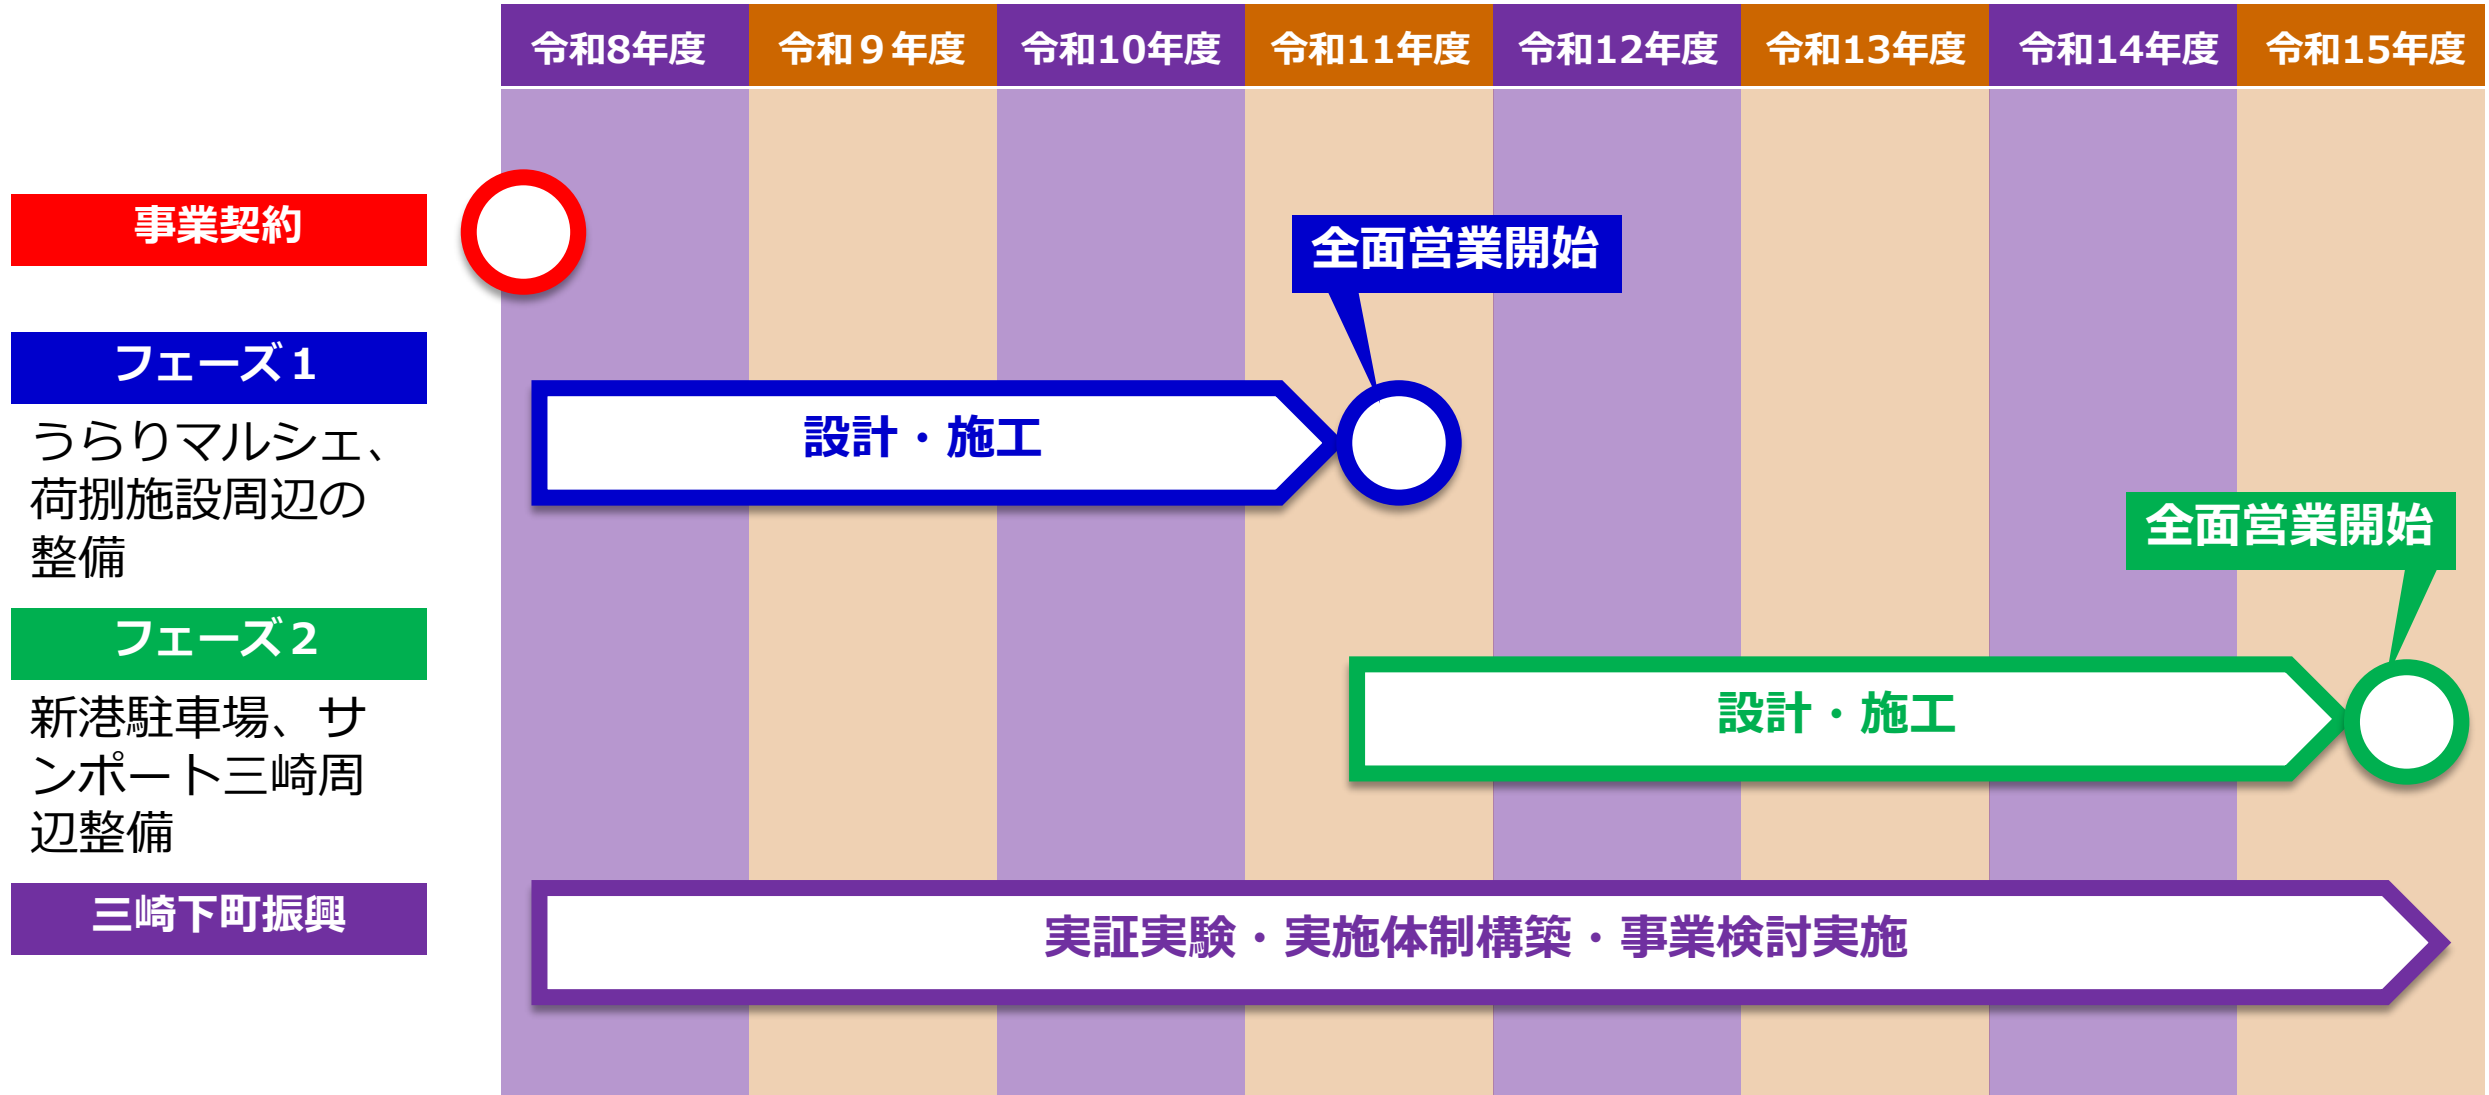 令和8年度
令和９年度
令和10年度
令和11年度
令和12年度
令和13年度
令和14年度
令和15年度
事業契約
全面営業開始
フェーズ１
設計・施工
うらりマルシェ、
荷捌施設周辺の
整備
全面営業開始
フェーズ２
設計・施工
新港駐車場、サ
ンポート三崎周
辺整備
三崎下町振興
実証実験・実施体制構築・事業検討実施